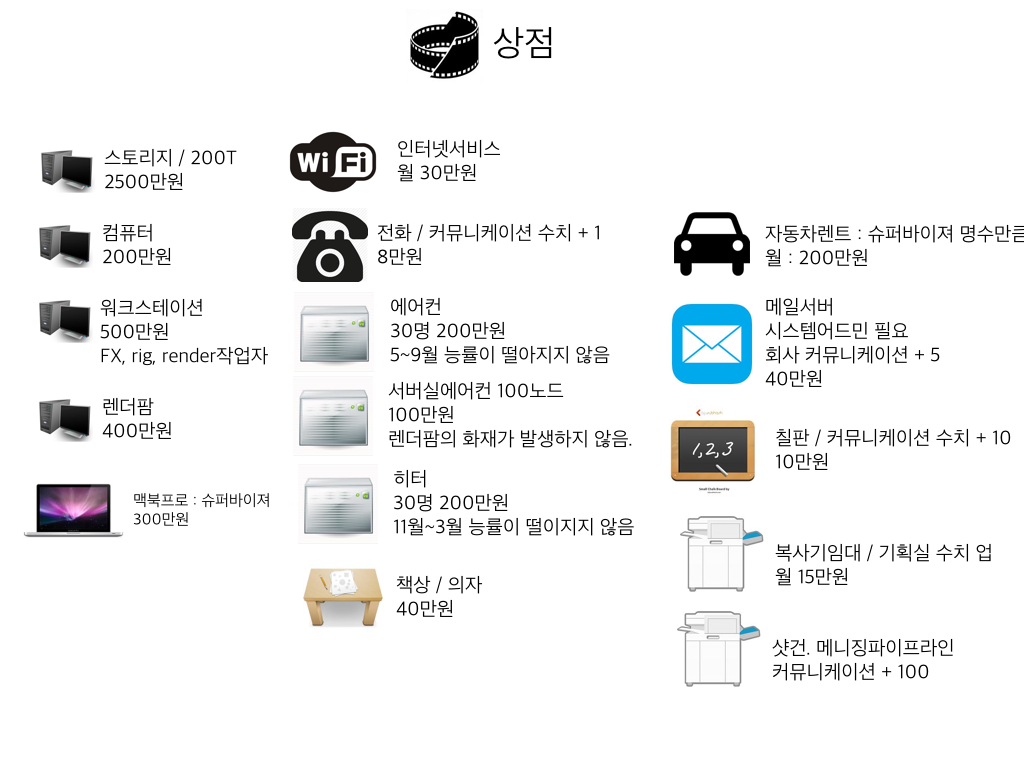 상점
스토리지 / 200T
2500만원
컴퓨터
200만원
워크스테이션
500만원
FX, rig, render작업자
렌더팜
400만원
맥북프로 : 슈퍼바이져
300만원
Wi Fi
인터넷서비스
월 30만원
전화 / 커뮤니케이션 수치 + 1
8만원
에어컨
30명 200만원
5~9월 능률이 떨아지지 않음
서버실에어컨 100노드
100만원
렌더팜의 화재가 발생하지 않음.
히터
30명 200만원
11월~3월 능률이 떨이지지 않음
책상 / 의자
40만원
자동차렌트 : 슈퍼바이져 명수만큼
월 : 200만원
메일서버
시스템어드민 필요
회사 커뮤니케이션 + 5
40만원
1,2,3
칠판 / 커뮤니케이션 수치 + 10
10만원
복사기임대 / 기획실 수치 업
월 15만원
샷건. 메니징파이프라인
커뮤니케이션 + 100